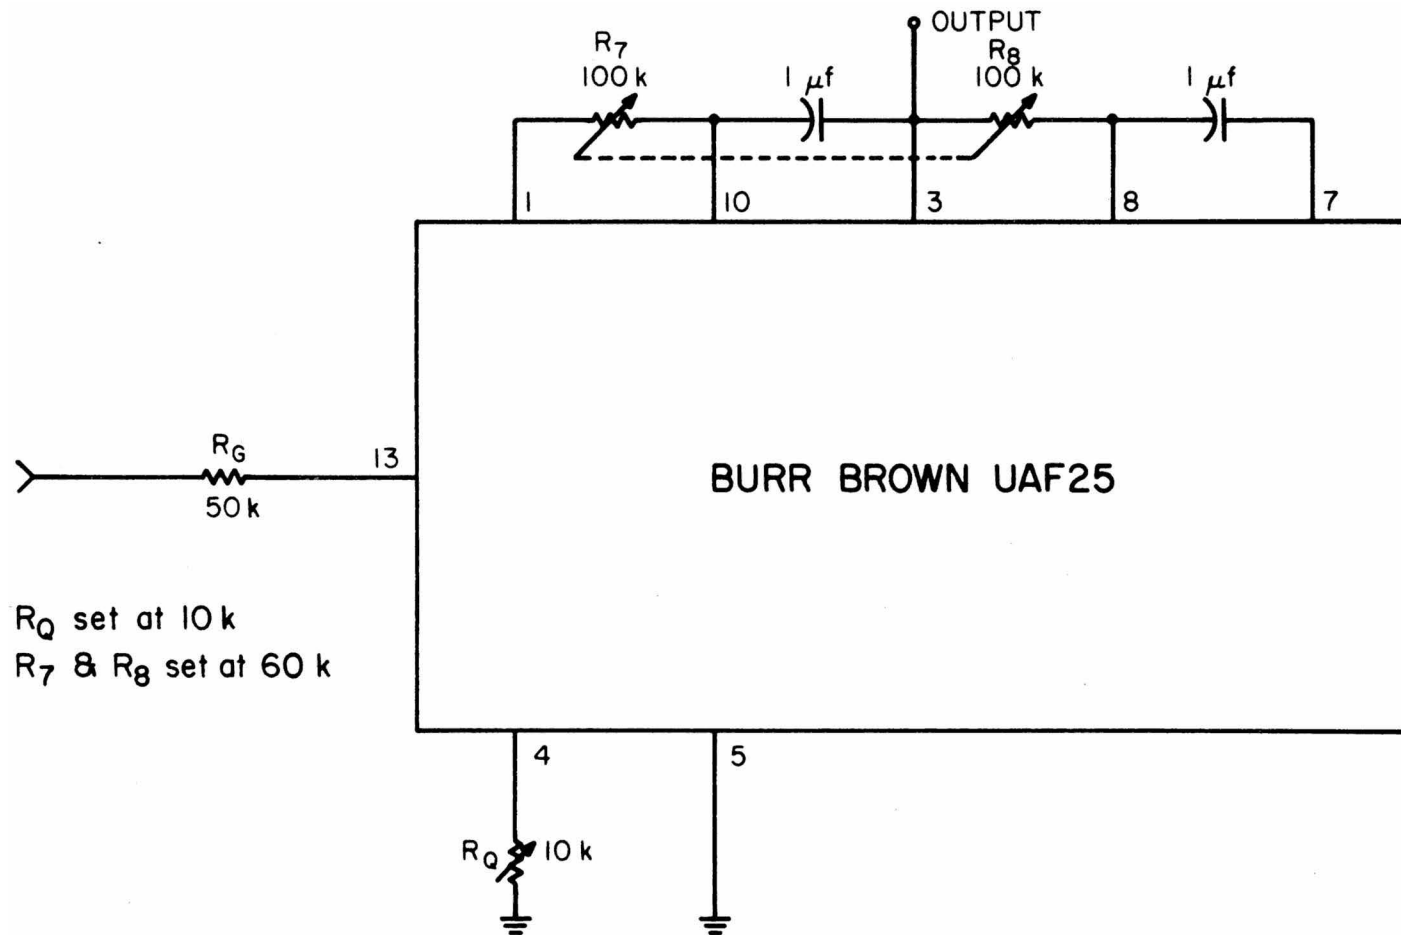 OUTPUT
R7
100 k
1 μf
R8
100 k
1 μf
1
10
3
8
7
RG
50 k
13
BURR BROWN UAF25
RQ set at 10 k
R7 & R8 set at 60 k
4
5
RQ
10 k